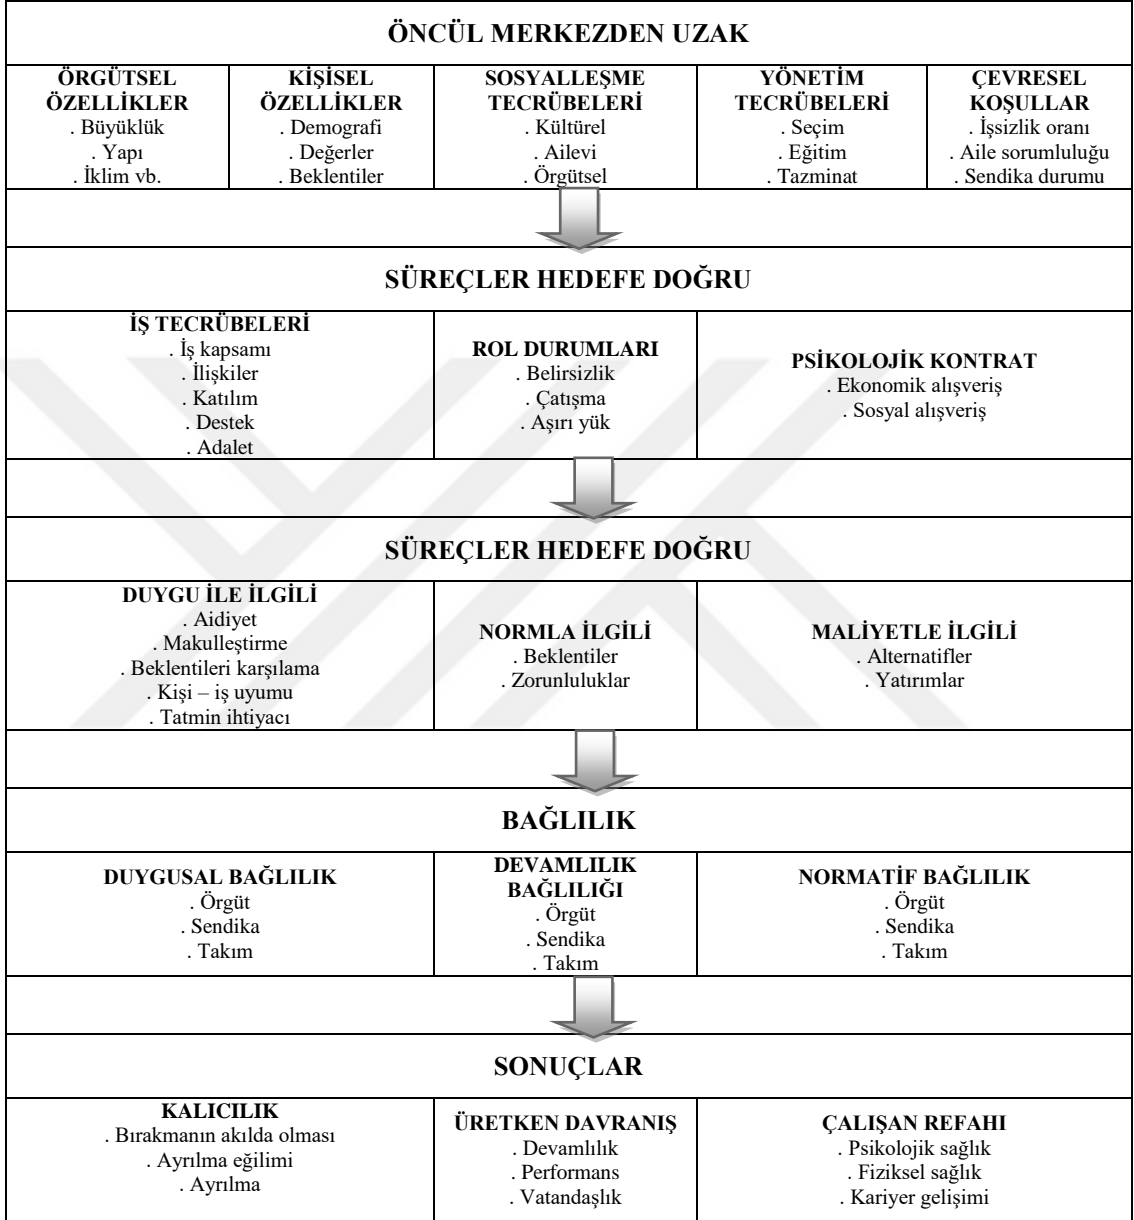 ÖNCÜL MERKEZDEN UZAK
ÖRGÜTSEL
ÖZELLİKLER
. Büyüklük
. Yapı
. İklim vb.
KİŞİSEL
ÖZELLİKLER
. Demografi
. Değerler
. Beklentiler
SOSYALLEŞME
TECRÜBELERİ
. Kültürel
. Ailevi
. Örgütsel
YÖNETİM
TECRÜBELERİ
. Seçim
. Eğitim
. Tazminat
ÇEVRESEL
KOŞULLAR
. İşsizlik oranı
. Aile sorumluluğu
. Sendika durumu
SÜREÇLER HEDEFE DOĞRU
İŞ TECRÜBELERİ
. İş kapsamı
. İlişkiler
. Katılım
. Destek
. Adalet
ROL DURUMLARI
. Belirsizlik
. Çatışma
. Aşırı yük
PSİKOLOJİK KONTRAT
. Ekonomik alışveriş
. Sosyal alışveriş
SÜREÇLER HEDEFE DOĞRU
DUYGU İLE İLGİLİ
. Aidiyet
. Makulleştirme
. Beklentileri karşılama
. Kişi – iş uyumu
. Tatmin ihtiyacı
NORMLA İLGİLİ
. Beklentiler
. Zorunluluklar
MALİYETLE İLGİLİ
. Alternatifler
. Yatırımlar
BAĞLILIK
DUYGUSAL BAĞLILIK
. Örgüt
. Sendika
. Takım
DEVAMLILIK
BAĞLILIĞI
. Örgüt
. Sendika
. Takım
NORMATİF BAĞLILIK
. Örgüt
. Sendika
. Takım
SONUÇLAR
KALICILIK
. Bırakmanın akılda olması
. Ayrılma eğilimi
. Ayrılma
ÜRETKEN DAVRANIŞ
. Devamlılık
. Performans
. Vatandaşlık
ÇALIŞAN REFAHI
. Psikolojik sağlık
. Fiziksel sağlık
. Kariyer gelişimi